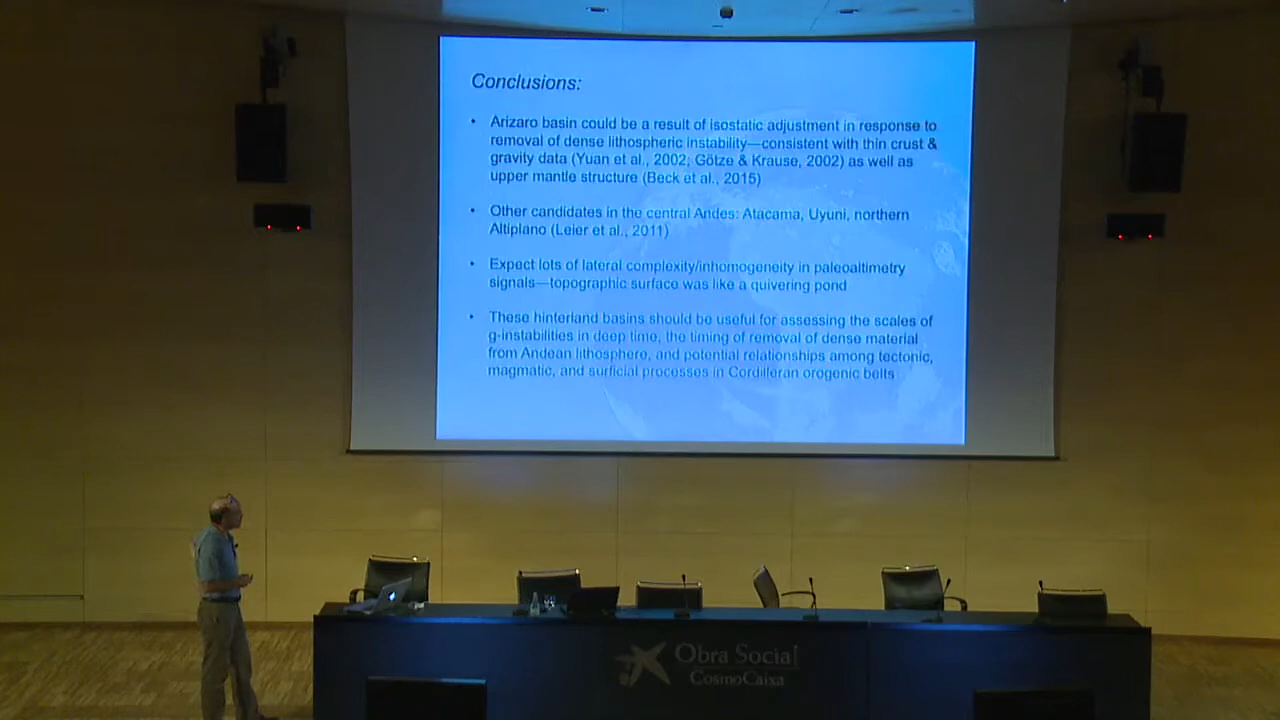 Conclusions:
• Arizaro basin could be a result of isostatic adjustment in response to
removal of dense lithospheric instability—consistent with thin crust &
gravity data (Yuan et al., 2002; Götze & Krause, 2002) as well as
upper mantle structure (Beck et al., 2015)
• Other candidates in the central Andes: Atacama, Uyuni, northern
Altiplano (Leier et al., 2011)
• Expect lots of lateral complexity/inhomogeneity in paleoaltimetry
signals—topographic surface was like a quivering pond
• These hinterland basins should be useful for assessing the scales of
g-instabilities in deep time, the timing of removal of dense material
from Andean lithosphere, and potential relationships among tectonic,
magmatic, and surficial processes in Cordilleran orogenic belts
Obra Social
CosmoCaixa